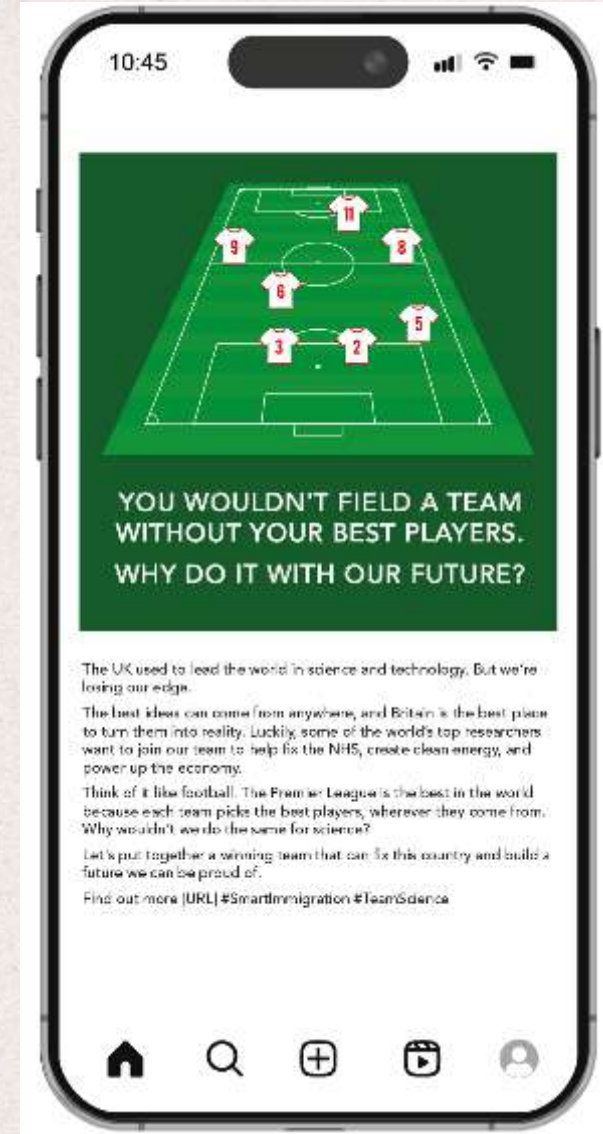 10:45
11
9
8
6
5
3
2
YOU WOULDN'T FIELD A TEAM
WITHOUT YOUR BEST PLAYERS.
WHY DO IT WITH OUR FUTURE?
The UK used to lead the world in science and technology. But we're
losing our edge.
The best ideas can come from anywhere, and Britain is the best place
to turn them into reality. Luckily, some of the world's top researchers
want to join our team to help fix the NHS, create clean energy, and
power up the economy.
Think of it like football. The Premier League is the best in the world
because each team picks the best players, wherever they come from.
Why wouldn't we do the same for science?
Let's put together a winning team that can fix this country and build a
future we can be proud of.
Find out more |URL| #SmartImmigration #TeamScience